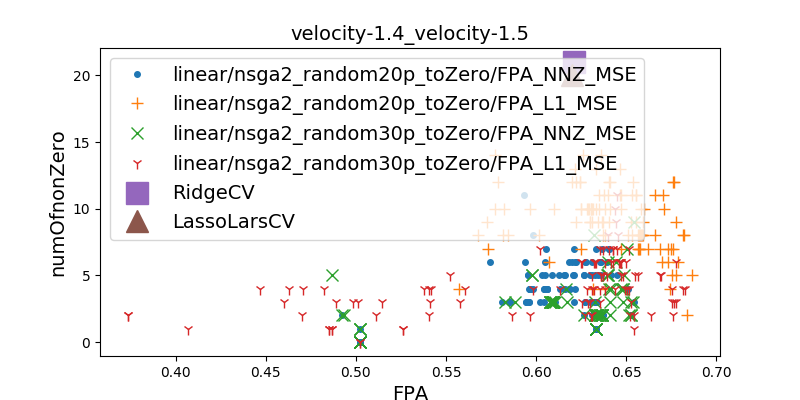 velocity-1.4_velocity-1.5
numOfnonZero
20
15
10
5
0
linear/nsga2_random20p_toZero/FPA_NNZ_MSE
linear/nsga2_random20p_toZero/FPA_L1_MSE
linear/nsga2_random30p_toZero/FPA_NNZ_MSE
linear/nsga2_random30p_toZero/FPA_L1_MSE
RidgeCV
LassoLarsCV
0.40 0.45 0.50 0.55 0.60 0.65 0.70
FPA